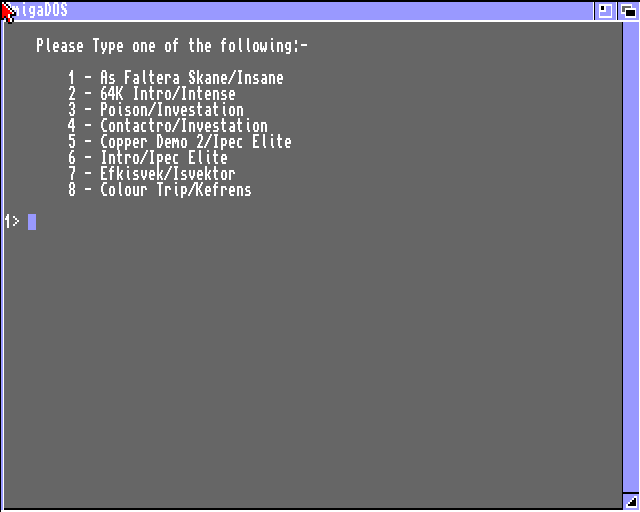 migaDOS
Please Type one of the following:-
1 - As Faltera Skane/Insane
2 - 64K Intro/Intense
3 - Poison/Investation
4 - Contactro/Investation
5 - Copper Demo 2/Ipec Elite
6 - Intro/Ipec Elite
7 - Efkisvek/Isvektor
8 - Colour Trip/Kefrens
1>